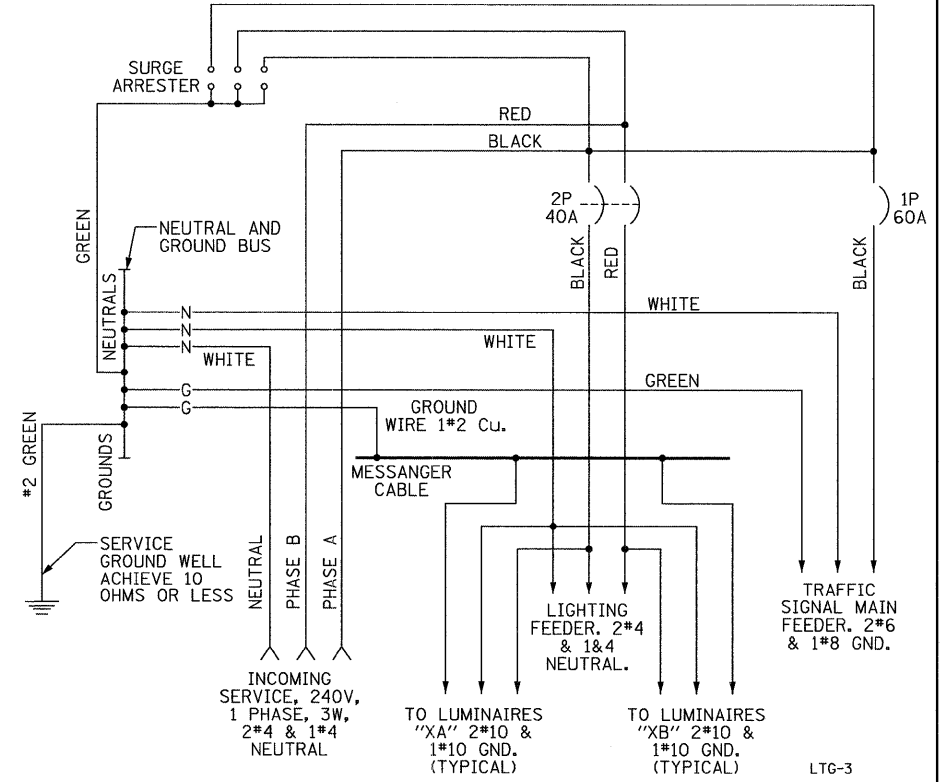 SURGE
ARRESTER
RED
BLACK
2P
40A
1P
60A
GREEN
NEUTRAL AND
GROUND BUS
BLACK
RED
BLACK
NEUTRALS
N
WHITE
N
WHITE
N
WHITE
G
GREEN
G
GROUND
WIRE 1#2 Cu.
#2 GREEN
GROUNDS
MESSANGER
CABLE
SERVICE
GROUND WELL
ACHIEVE 10
OHMS OR LESS
NEUTRAL
PHASE B
PHASE A
LIGHTING
FEEDER. 2#4
& 1&4
NEUTRAL.
TRAFFIC
SIGNAL MAIN
FEEDER. 2#6
& 1#8 GND.
INCOMING
SERVICE, 240V,
1 PHASE, 3W,
2#4 & 1#4
NEUTRAL
TO LUMINAIRES
"XA" 2#10 &
1#10 GND.
(TYPICAL)
TO LUMINAIRES
"XB" 2#10 &
1#10 GND.
(TYPICAL)
LTG-3